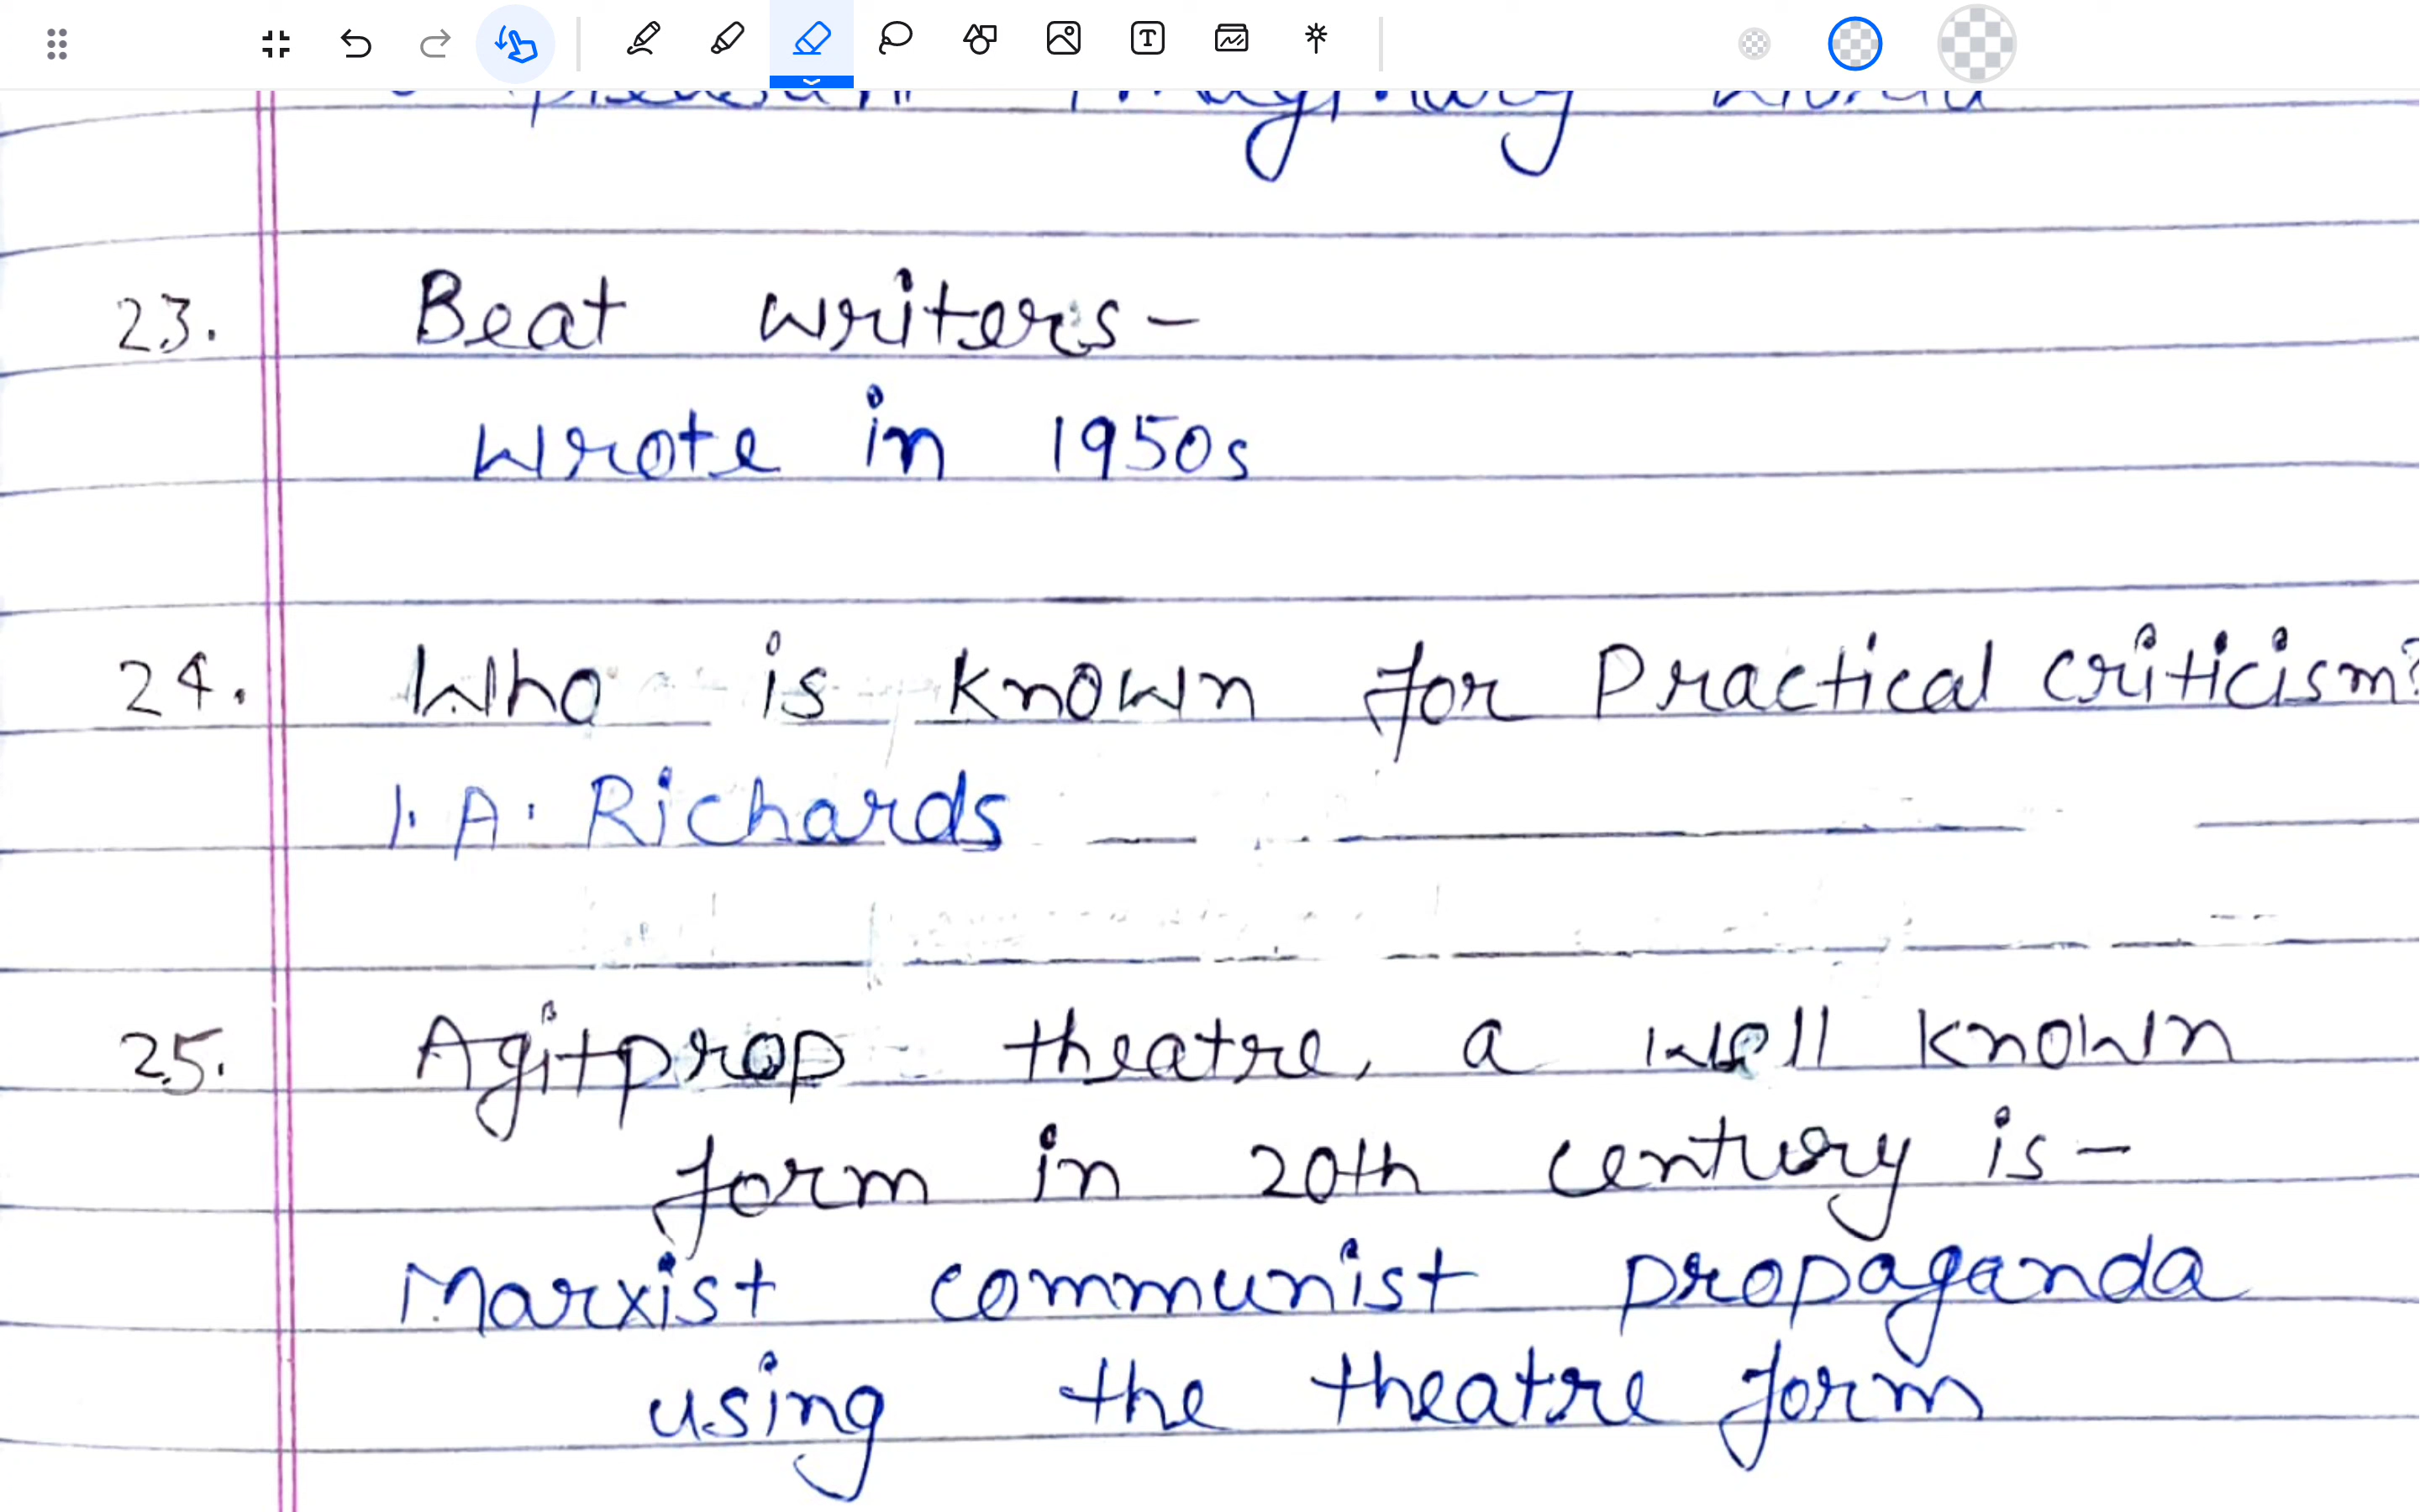 imaginary
23. Beat writers-
wrote in 1950s
24. Who is known for Practical criticism?
I. A. Richards
25. Agitprop theatre, a well known
form in 20th century is-
Marxist communist propaganda
using the theatre form